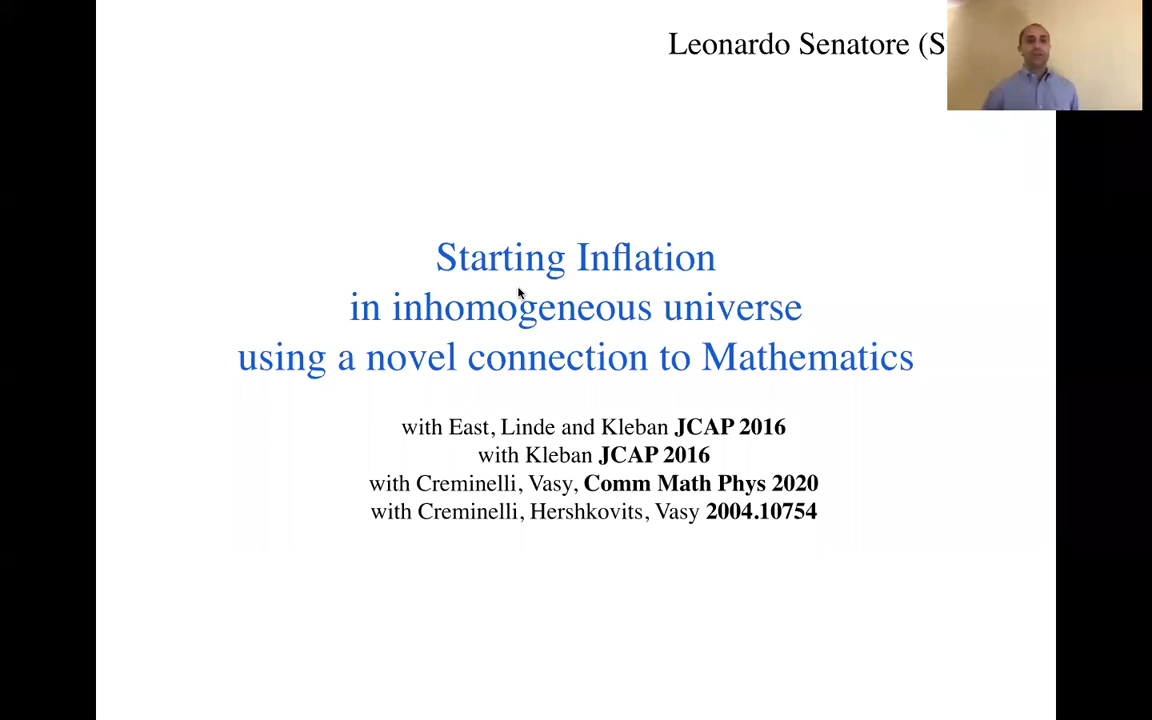 Leonardo Senatore (S
Starting Inflation
in inhomogeneous universe
using a novel connection to Mathematics
with East, Linde and Kleban JCAP 2016
with Kleban JCAP 2016
with Creminelli, Vasy, Comm Math Phys 2020
with Creminelli, Hershkovits, Vasy 2004.10754